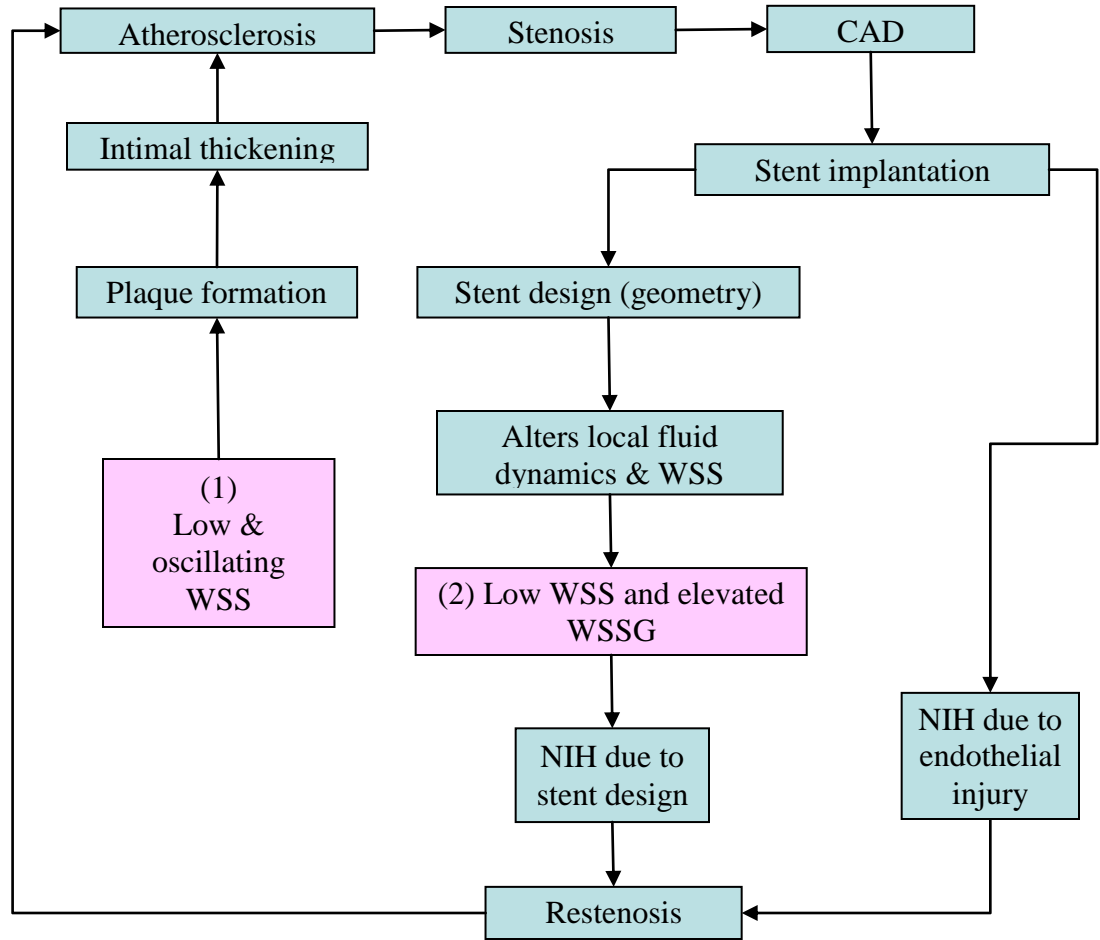 Atherosclerosis
Stenosis
CAD
Intimal thickening
Stent implantation
Plaque formation
Stent design (geometry)
Alters local fluid
dynamics & WSS
(1)
Low &
oscillating
WSS
(2) Low WSS and elevated
WSSG
NIH due to
stent design
NIH due to
endothelial
injury
Restenosis